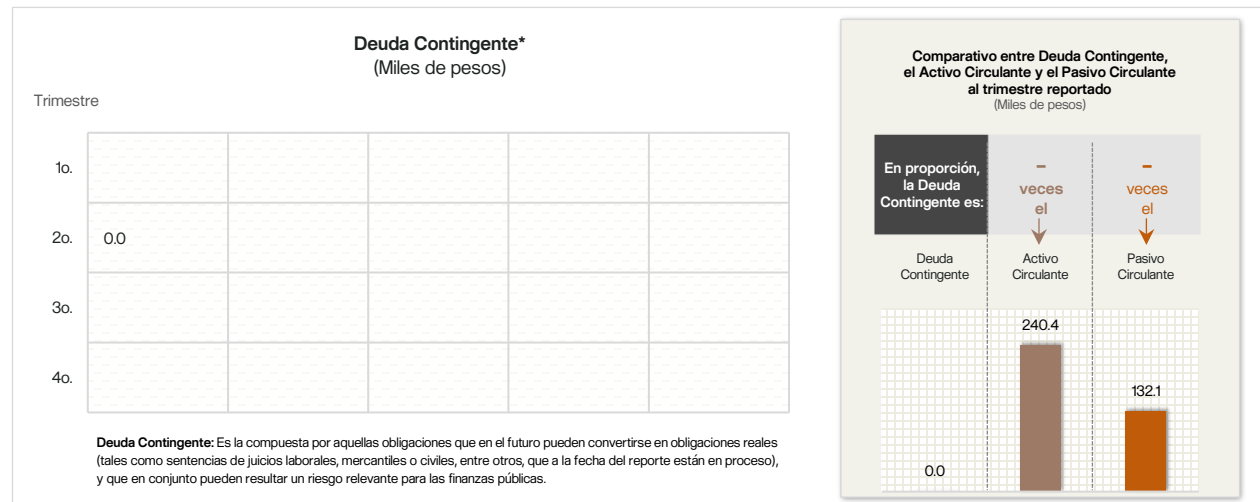 Deuda Contingente*
(Miles de pesos)
Trimestre
1o.
2o.
0.0
3o.
4o.
Deuda Contingente: Es la compuesta por aquellas obligaciones que en el futuro pueden convertirse en obligaciones reales
(tales como sentencias de juicios laborales, mercantiles o civiles, entre otros, que a la fecha del reporte están en proceso),
y que en conjunto pueden resultar un riesgo relevante para las finanzas públicas.
Comparativo entre Deuda Contingente,
el Activo Circulante y el Pasivo Circulante
al trimestre reportado
(Miles de pesos)
En proporción,
la Deuda
Contingente es:
–
veces
el
–
veces
el
Deuda
Contingente
Activo
Circulante
Pasivo
Circulante
240.4
132.1
0.0